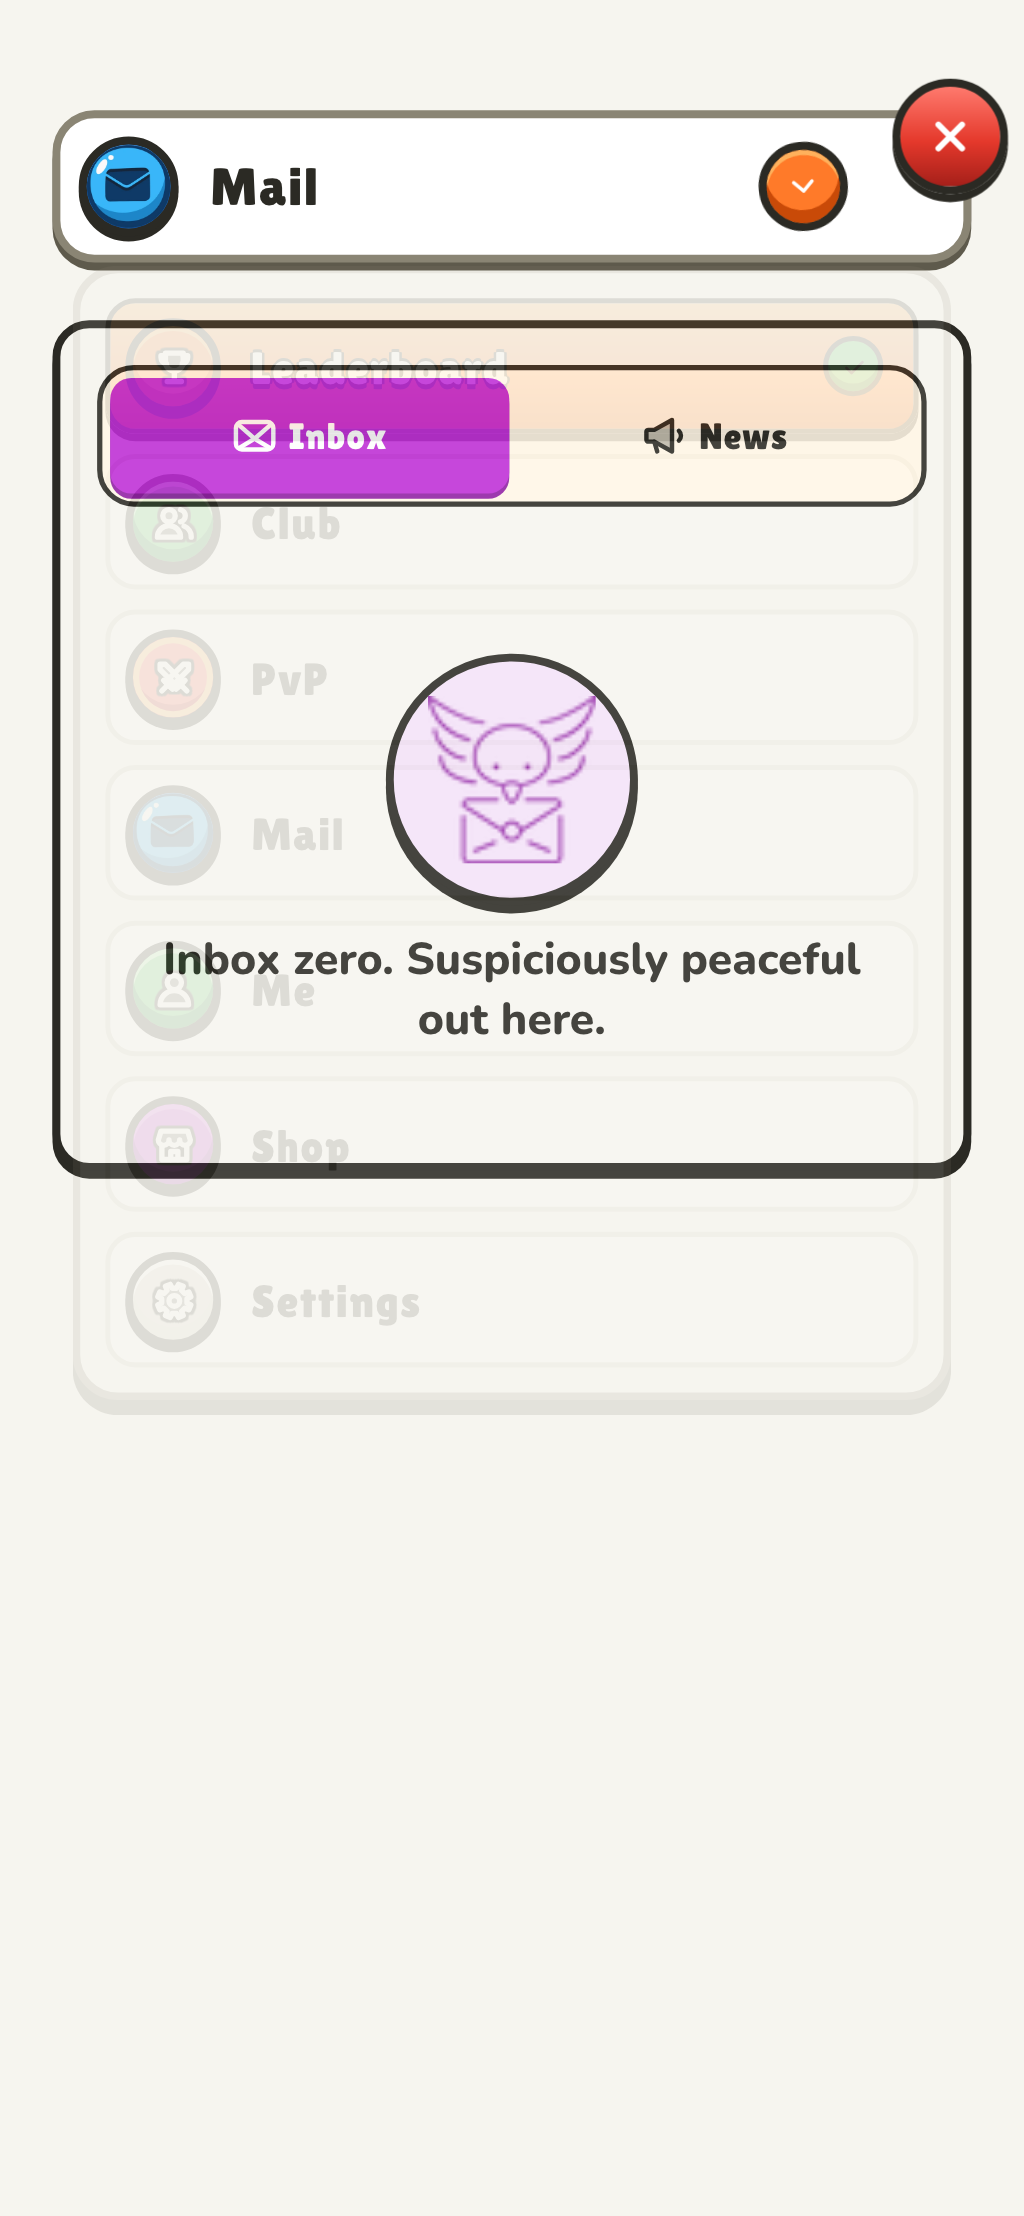 Mail
Leaderboard
Inbox
News
Club
PvP
Mail
Inbox zero. Suspiciously peaceful
out here.
Me
Shop
Settings